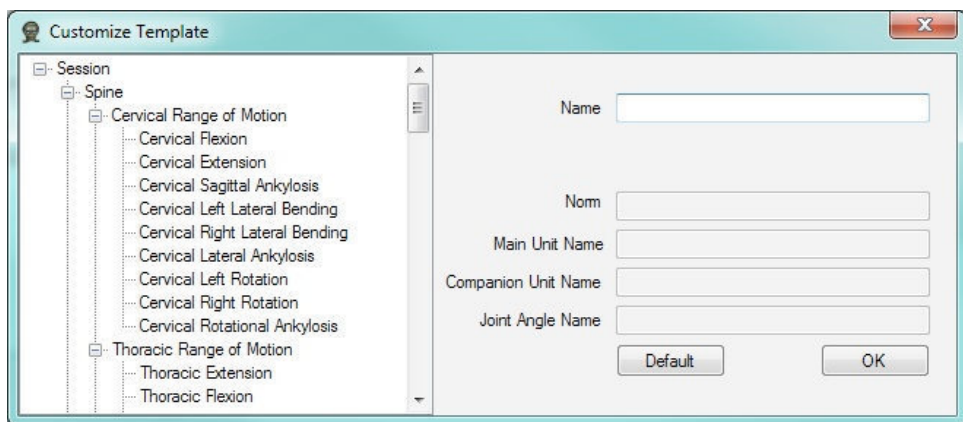 Customize Template
Session
Spine
Cervical Range of Motion
Cervical Flexion
Cervical Extension
Cervical Sagittal Ankylosis
Cervical Left Lateral Bending
Cervical Right Lateral Bending
Cervical Lateral Ankylosis
Cervical Left Rotation
Cervical Right Rotation
Cervical Rotational Ankylosis
Thoracic Range of Motion
Thoracic Extension
Thoracic Flexion
Name
Norm
Main Unit Name
Companion Unit Name
Joint Angle Name
Default OK